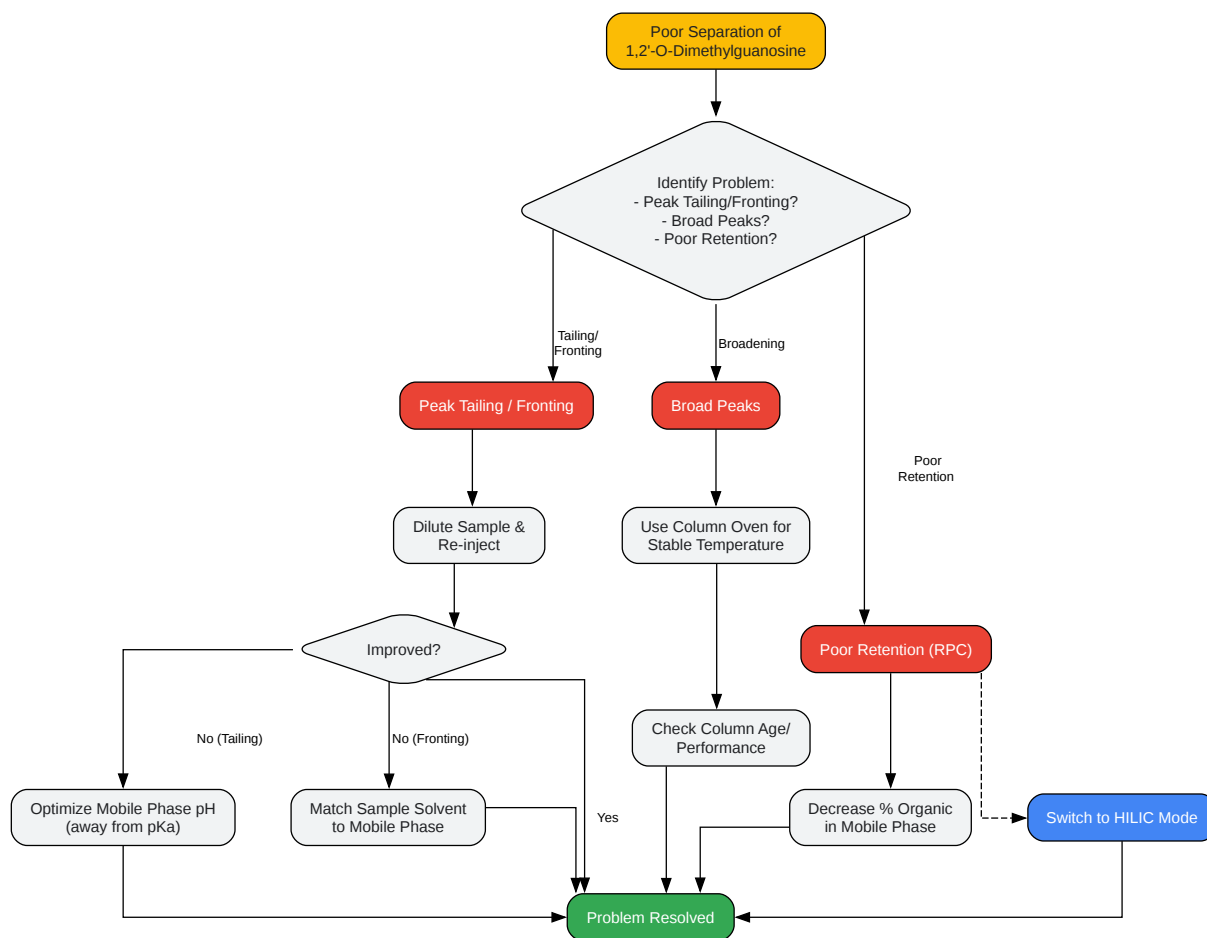 Poor Separation of
1,2'-O-Dimethylguanosine
Identify Problem:
- Peak Tailing/Fronting?
- Broad Peaks?
- Poor Retention?
Tailing/
Fronting
Broadening
Peak Tailing / Fronting
Broad Peaks
Poor
Retention
Dilute Sample &
Re-inject
Use Column Oven for
Stable Temperature
Improved?
Poor Retention (RPC)
No (Tailing)
No (Fronting)
Check Column Age/
Performance
Optimize Mobile Phase pH
(away from pKa)
Match Sample Solvent
to Mobile Phase
Yes
Decrease % Organic
in Mobile Phase
Switch to HILIC Mode
Problem Resolved